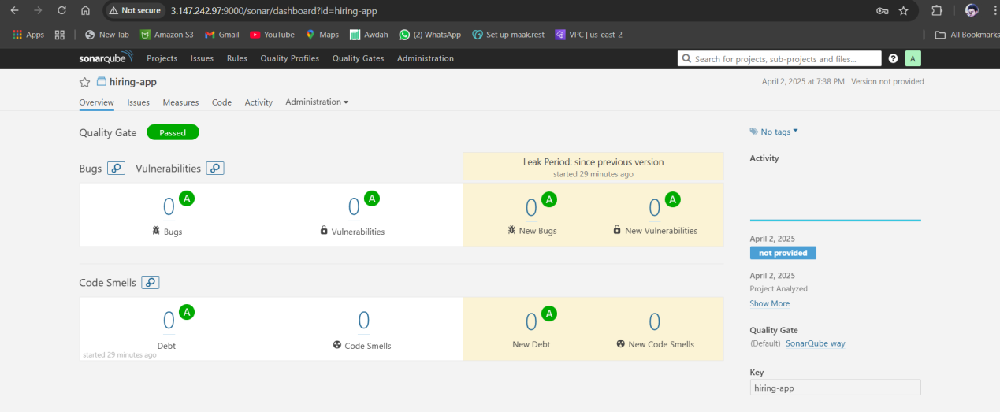 Not secure 3.147.242.97:9000/sonar/dashboard?id=hiring-app
Apps New Tab Amazon S3 Gmail YouTube Maps Awdah (2) WhatsApp Set up maak.rest VPC | us-east-2 All Bookmarks
sonarqube Projects Issues Rules Quality Profiles Quality Gates Administration Search for projects, sub-projects and files... ? A
hiring-app April 2, 2025 at 7:38 PM Version not provided
Overview Issues Measures Code Activity Administration
Quality Gate Passed
Bugs Vulnerabilities
Leak Period: since previous version
started 29 minutes ago
0 A 0 A 0 A 0 A
Bugs Vulnerabilities New Bugs New Vulnerabilities
Code Smells
0 A 0 0 A 0
Debt Code Smells New Debt New Code Smells
started 29 minutes ago
No tags
Activity
April 2, 2025
not provided
April 2, 2025
Project Analyzed
Show More
Quality Gate
(Default) SonarQube way
Key
hiring-app